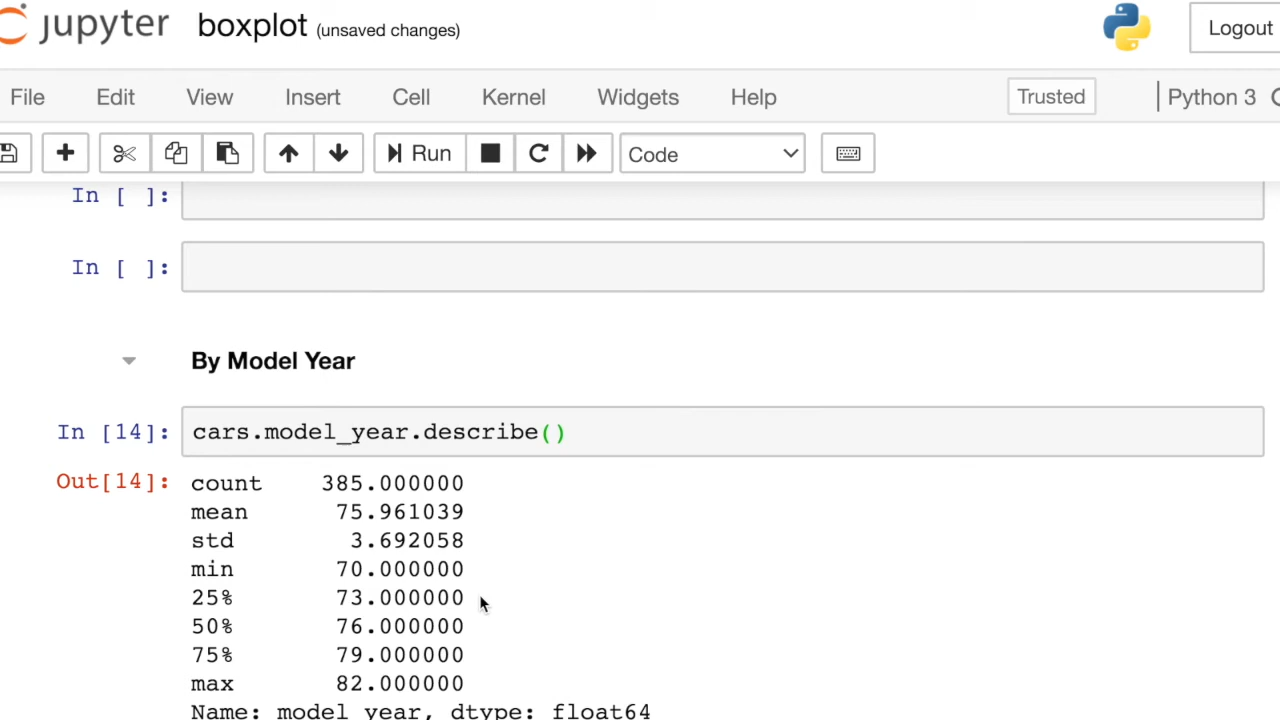 jupyter boxplot (unsaved changes) Logout
File Edit View Insert Cell Kernel Widgets Help Trusted Python 3
Run Code
In [ ]:
In [ ]:
By Model Year
In [14]: cars.model_year.describe()
Out[14]: count 385.000000
mean 75.961039
std 3.692058
min 70.000000
25% 73.000000
50% 76.000000
75% 79.000000
max 82.000000
Name: model_year, dtype: float64